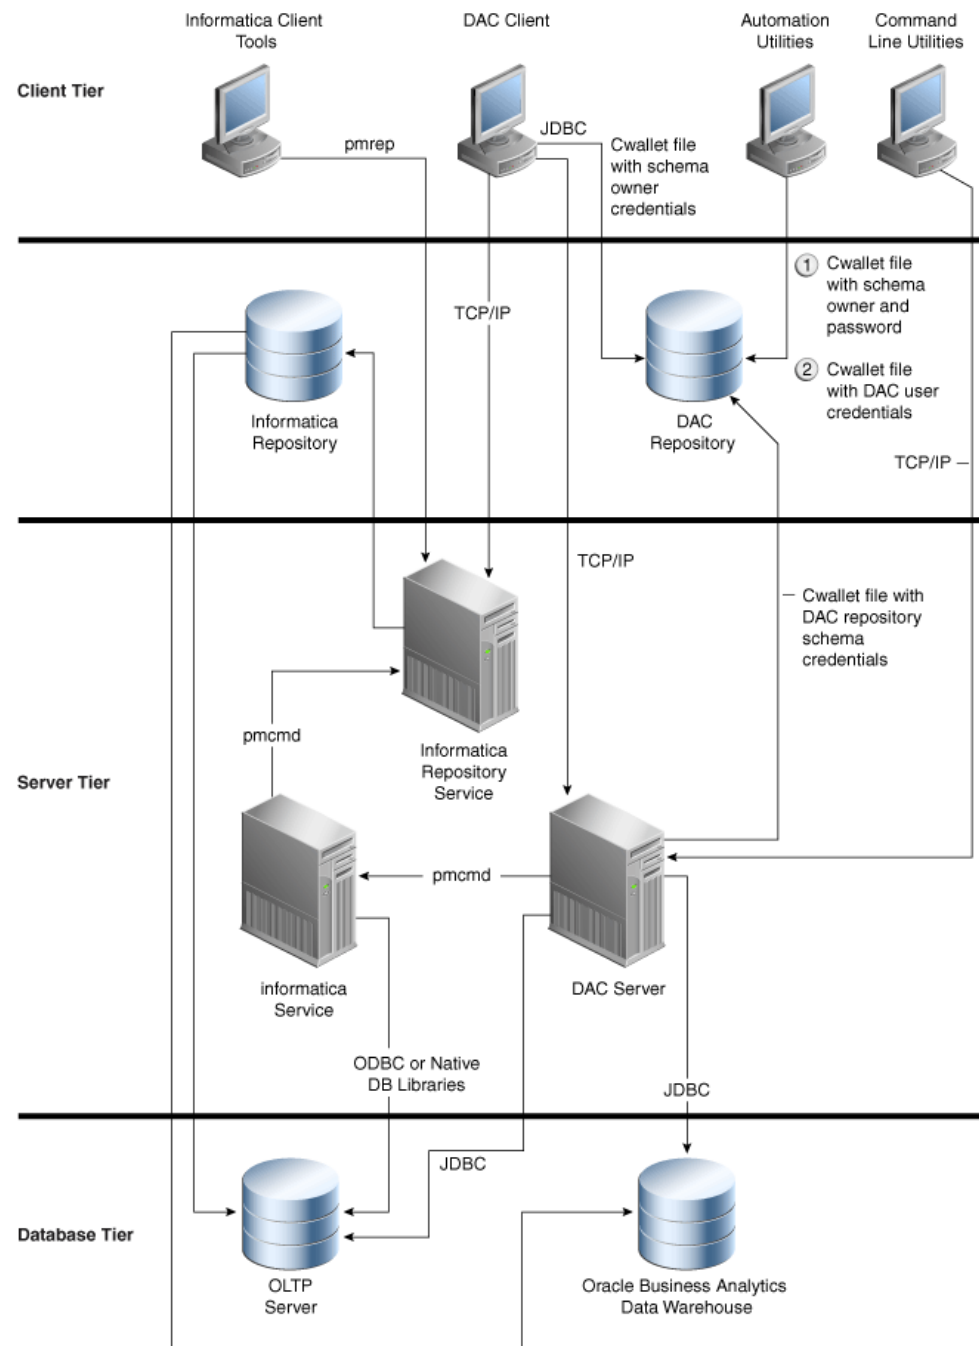 Informatica Client
Tools
DAC Client
Automation
Utilities
Command
Line Utilities
Client Tier
pmrep
JDBC
Cwallet file
with schema
owner
credentials
1 Cwallet file
with schema
owner and
password
2 Cwallet file
with DAC user
credentials
TCP/IP
Informatica
Repository
DAC
Repository
TCP/IP
TCP/IP
Cwallet file with
DAC repository
schema
credentials
pmcmd
Informatica
Repository
Service
Server Tier
pmcmd
informatica
Service
DAC Server
ODBC or Native
DB Libraries
JDBC
JDBC
Database Tier
OLTP
Server
Oracle Business Analytics
Data Warehouse